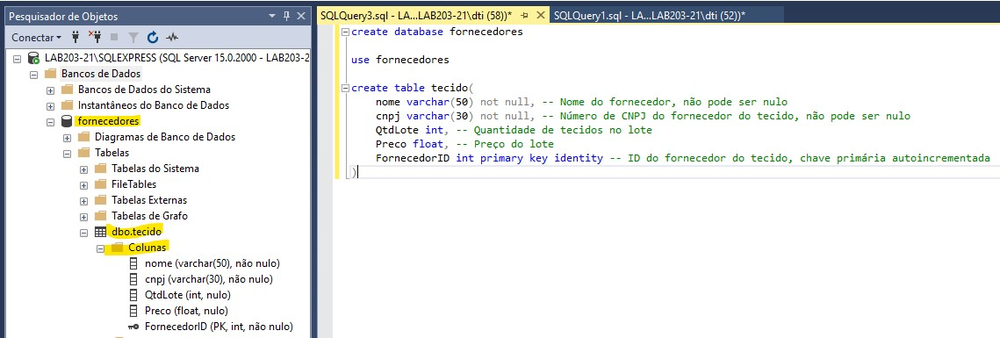 Pesquisador de Objetos
Conectar
LAB203-21\SQLEXPRESS (SQL Server 15.0.2000 - LAB203-2
Bancos de Dados
Bancos de Dados do Sistema
Instantâneos do Banco de Dados
fornecedores
Diagramas de Banco de Dados
Tabelas
Tabelas do Sistema
FileTables
Tabelas Externas
Tabelas de Grafo
dbo.tecido
Colunas
nome (varchar(50), não nulo)
cnpj (varchar(30), não nulo)
QtdLote (int, nulo)
Preco (float, nulo)
FornecedorID (PK, int, não nulo)
SQLQuery3.sql - LA...LAB203-21\dti (58))*
SQLQuery1.sql - LA...LAB203-21\dti (52))*
create database fornecedores
use fornecedores
create table tecido(
nome varchar(50) not null, -- Nome do fornecedor, não pode ser nulo
cnpj varchar(30) not null, -- Número de CNPJ do fornecedor do tecido, não pode ser nulo
QtdLote int, -- Quantidade de tecidos no lote
Preco float, -- Preço do lote
FornecedorID int primary key identity -- ID do fornecedor do tecido, chave primária autoincrementada
)